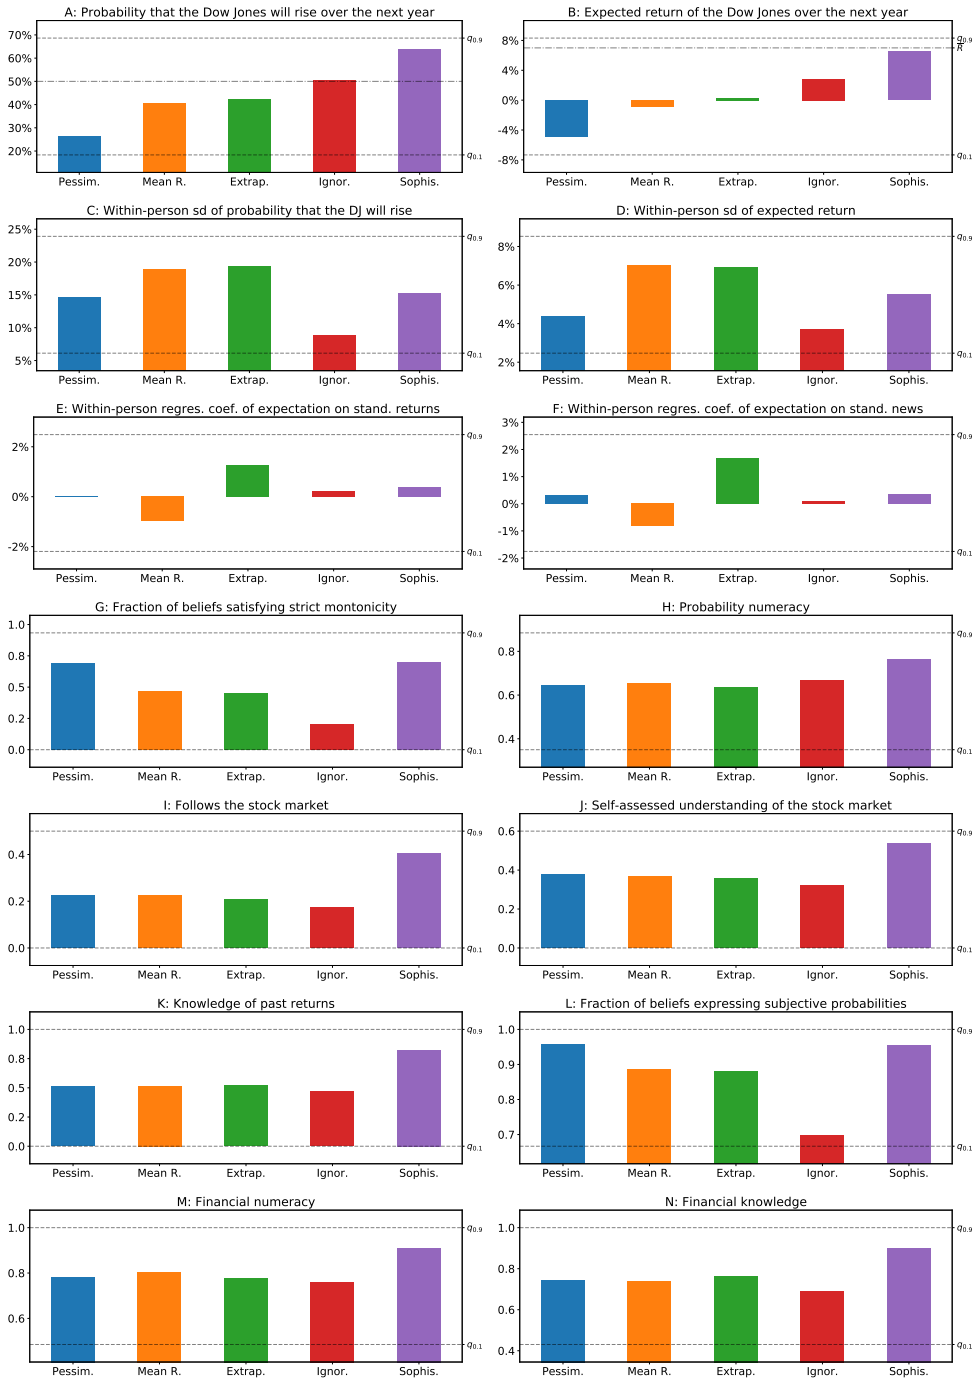 A: Probability that the Dow Jones will rise over the next year
70%
60%
50%
40%
30%
20%
q0.9
q0.1
Pessim. Mean R. Extrap. Ignor. Sophis.
B: Expected return of the Dow Jones over the next year
8%
4%
0%
-4%
-8%
q0.9
R
q0.1
Pessim. Mean R. Extrap. Ignor. Sophis.
C: Within-person sd of probability that the DJ will rise
25%
20%
15%
10%
5%
q0.9
q0.1
Pessim. Mean R. Extrap. Ignor. Sophis.
D: Within-person sd of expected return
8%
6%
4%
2%
q0.9
q0.1
Pessim. Mean R. Extrap. Ignor. Sophis.
E: Within-person regres. coef. of expectation on stand. returns
2%
0%
-2%
q0.9
q0.1
Pessim. Mean R. Extrap. Ignor. Sophis.
F: Within-person regres. coef. of expectation on stand. news
3%
2%
1%
0%
-1%
-2%
q0.9
q0.1
Pessim. Mean R. Extrap. Ignor. Sophis.
G: Fraction of beliefs satisfying strict montonicity
1.0
0.8
0.5
0.2
0.0
q0.9
q0.1
Pessim. Mean R. Extrap. Ignor. Sophis.
H: Probability numeracy
0.8
0.6
0.4
q0.9
q0.1
Pessim. Mean R. Extrap. Ignor. Sophis.
I: Follows the stock market
0.4
0.2
0.0
q0.9
q0.1
Pessim. Mean R. Extrap. Ignor. Sophis.
J: Self-assessed understanding of the stock market
0.6
0.4
0.2
0.0
q0.9
q0.1
Pessim. Mean R. Extrap. Ignor. Sophis.
K: Knowledge of past returns
1.0
0.8
0.5
0.2
0.0
q0.9
q0.1
Pessim. Mean R. Extrap. Ignor. Sophis.
L: Fraction of beliefs expressing subjective probabilities
1.0
0.9
0.8
0.7
q0.9
q0.1
Pessim. Mean R. Extrap. Ignor. Sophis.
M: Financial numeracy
1.0
0.8
0.6
q0.9
q0.1
Pessim. Mean R. Extrap. Ignor. Sophis.
N: Financial knowledge
1.0
0.8
0.6
0.4
q0.9
q0.1
Pessim. Mean R. Extrap. Ignor. Sophis.